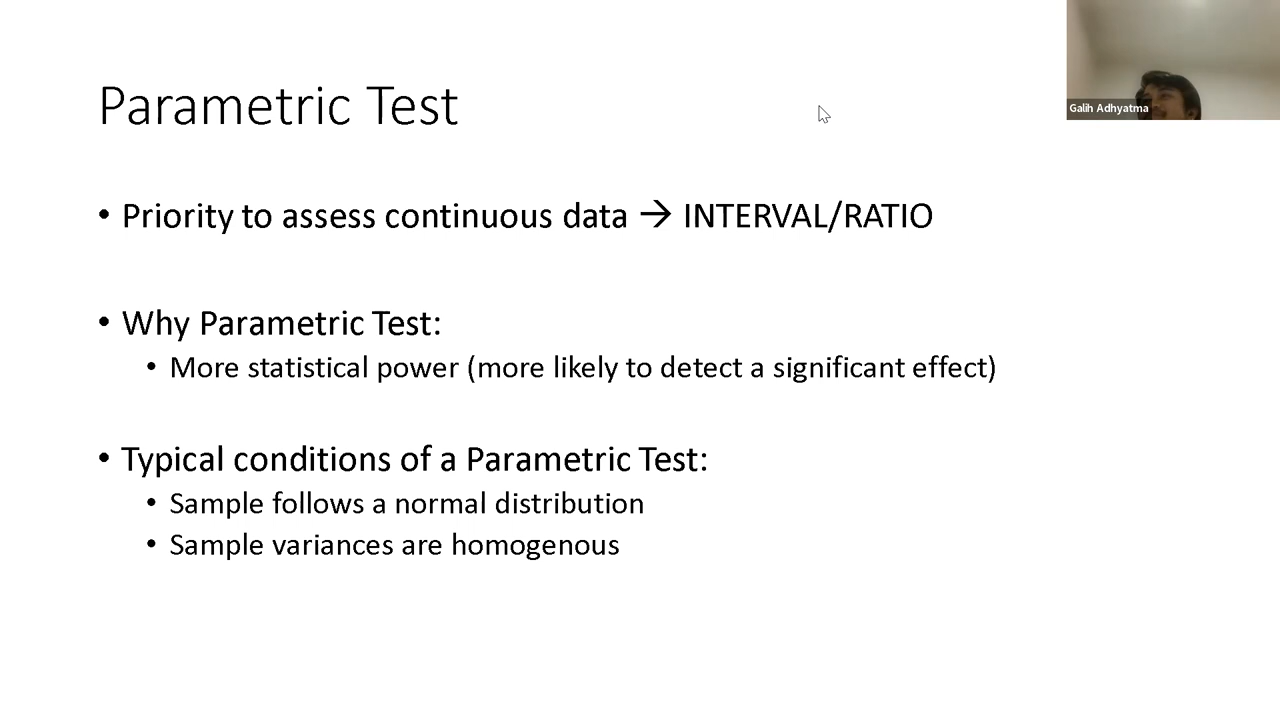 Parametric Test
Galih Adhyatma
• Priority to assess continuous data → INTERVAL/RATIO
• Why Parametric Test:
• More statistical power (more likely to detect a significant effect)
• Typical conditions of a Parametric Test:
• Sample follows a normal distribution
• Sample variances are homogenous